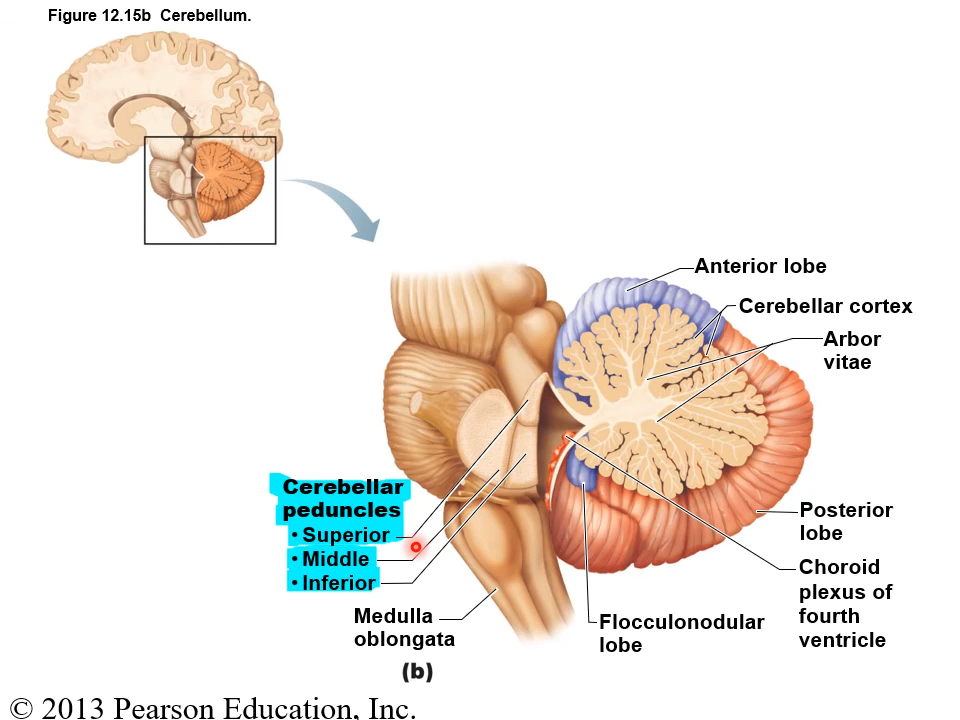 Figure 12.15b  Cerebellum.
Anterior lobe
Cerebellar cortex
Arbor
vitae
Cerebellar
peduncles
• Superior
• Middle
• Inferior
Posterior
lobe
Choroid
plexus of
fourth
ventricle
Medulla
oblongata
Flocculonodular
lobe
(b)
© 2013 Pearson Education, Inc.